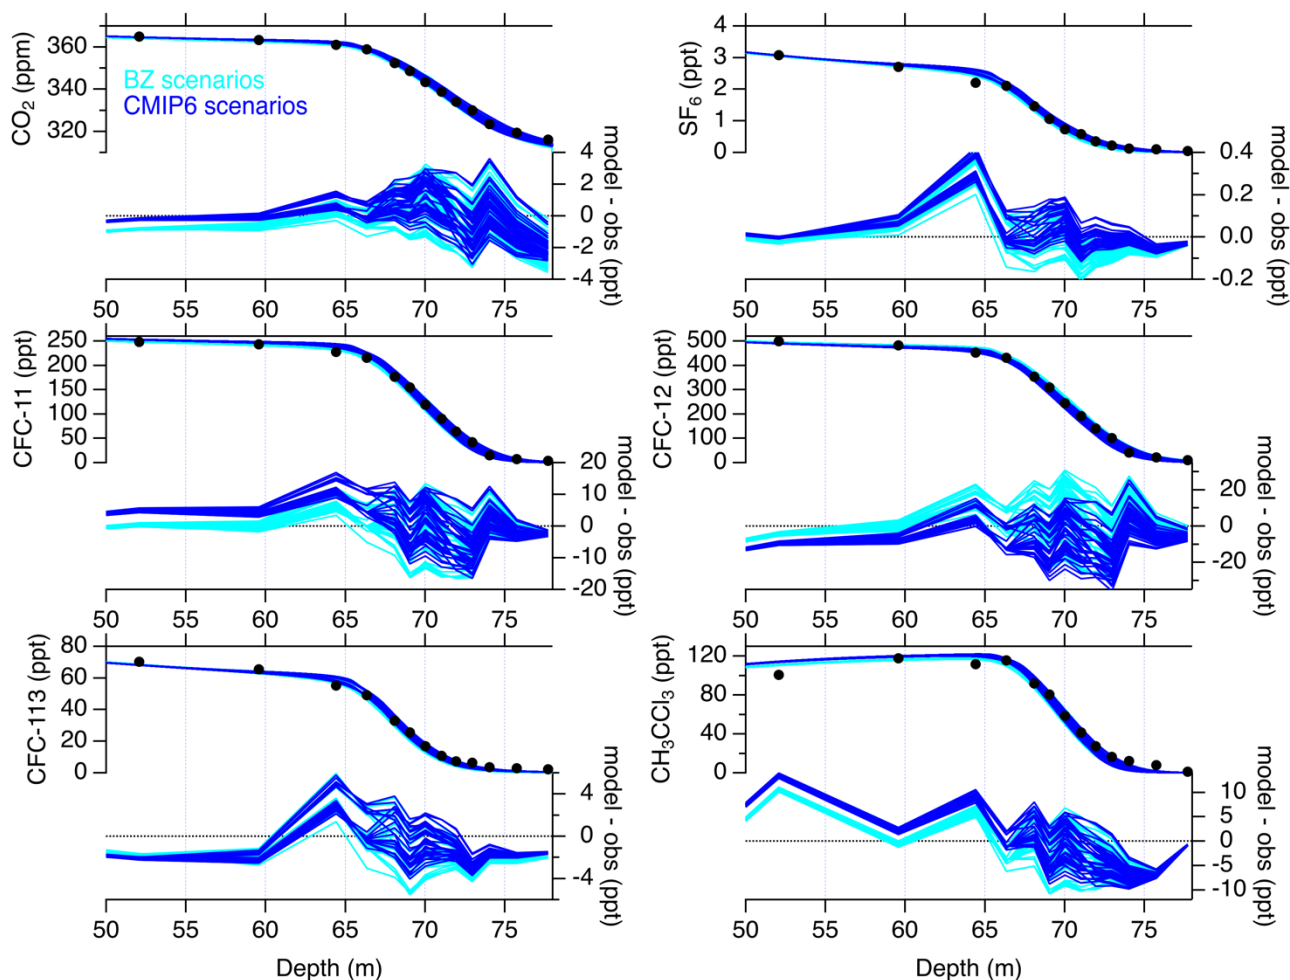 CO2 (ppm)
360
340
320
BZ scenarios
CMIP6 scenarios
model - obs (ppt)
4
2
0
-2
-4
50 55 60 65 70 75
SF6 (ppt)
4
3
2
1
0
model - obs (ppt)
0.4
0.2
0.0
-0.2
50 55 60 65 70 75
CFC-11 (ppt)
250
200
150
100
50
0
model - obs (ppt)
20
10
0
-10
-20
50 55 60 65 70 75
CFC-12 (ppt)
500
400
300
200
100
0
model - obs (ppt)
20
0
-20
50 55 60 65 70 75
CFC-113 (ppt)
80
60
40
20
0
model - obs (ppt)
4
0
-4
50 55 60 65 70 75
Depth (m)
CH3CCl3 (ppt)
120
80
40
0
model - obs (ppt)
10
5
0
-5
-10
50 55 60 65 70 75
Depth (m)